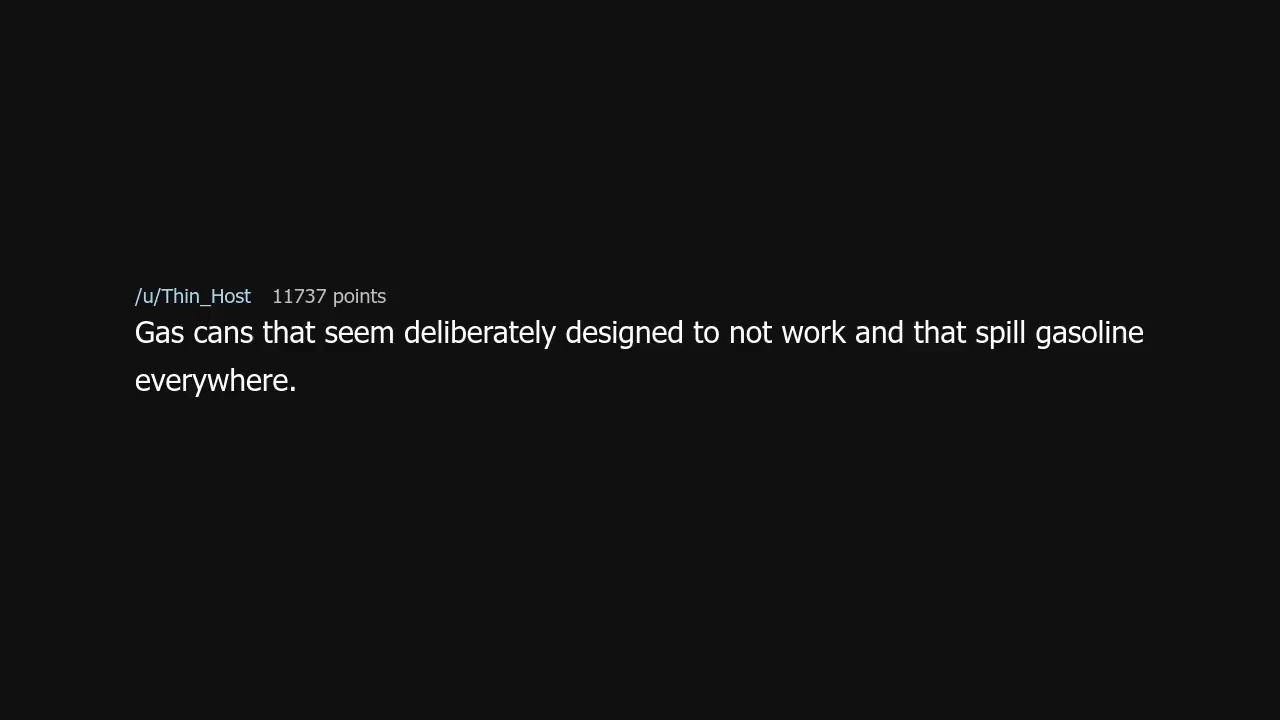 /u/Thin_Host 11737 points
Gas cans that seem deliberately designed to not work and that spill gasoline
everywhere.